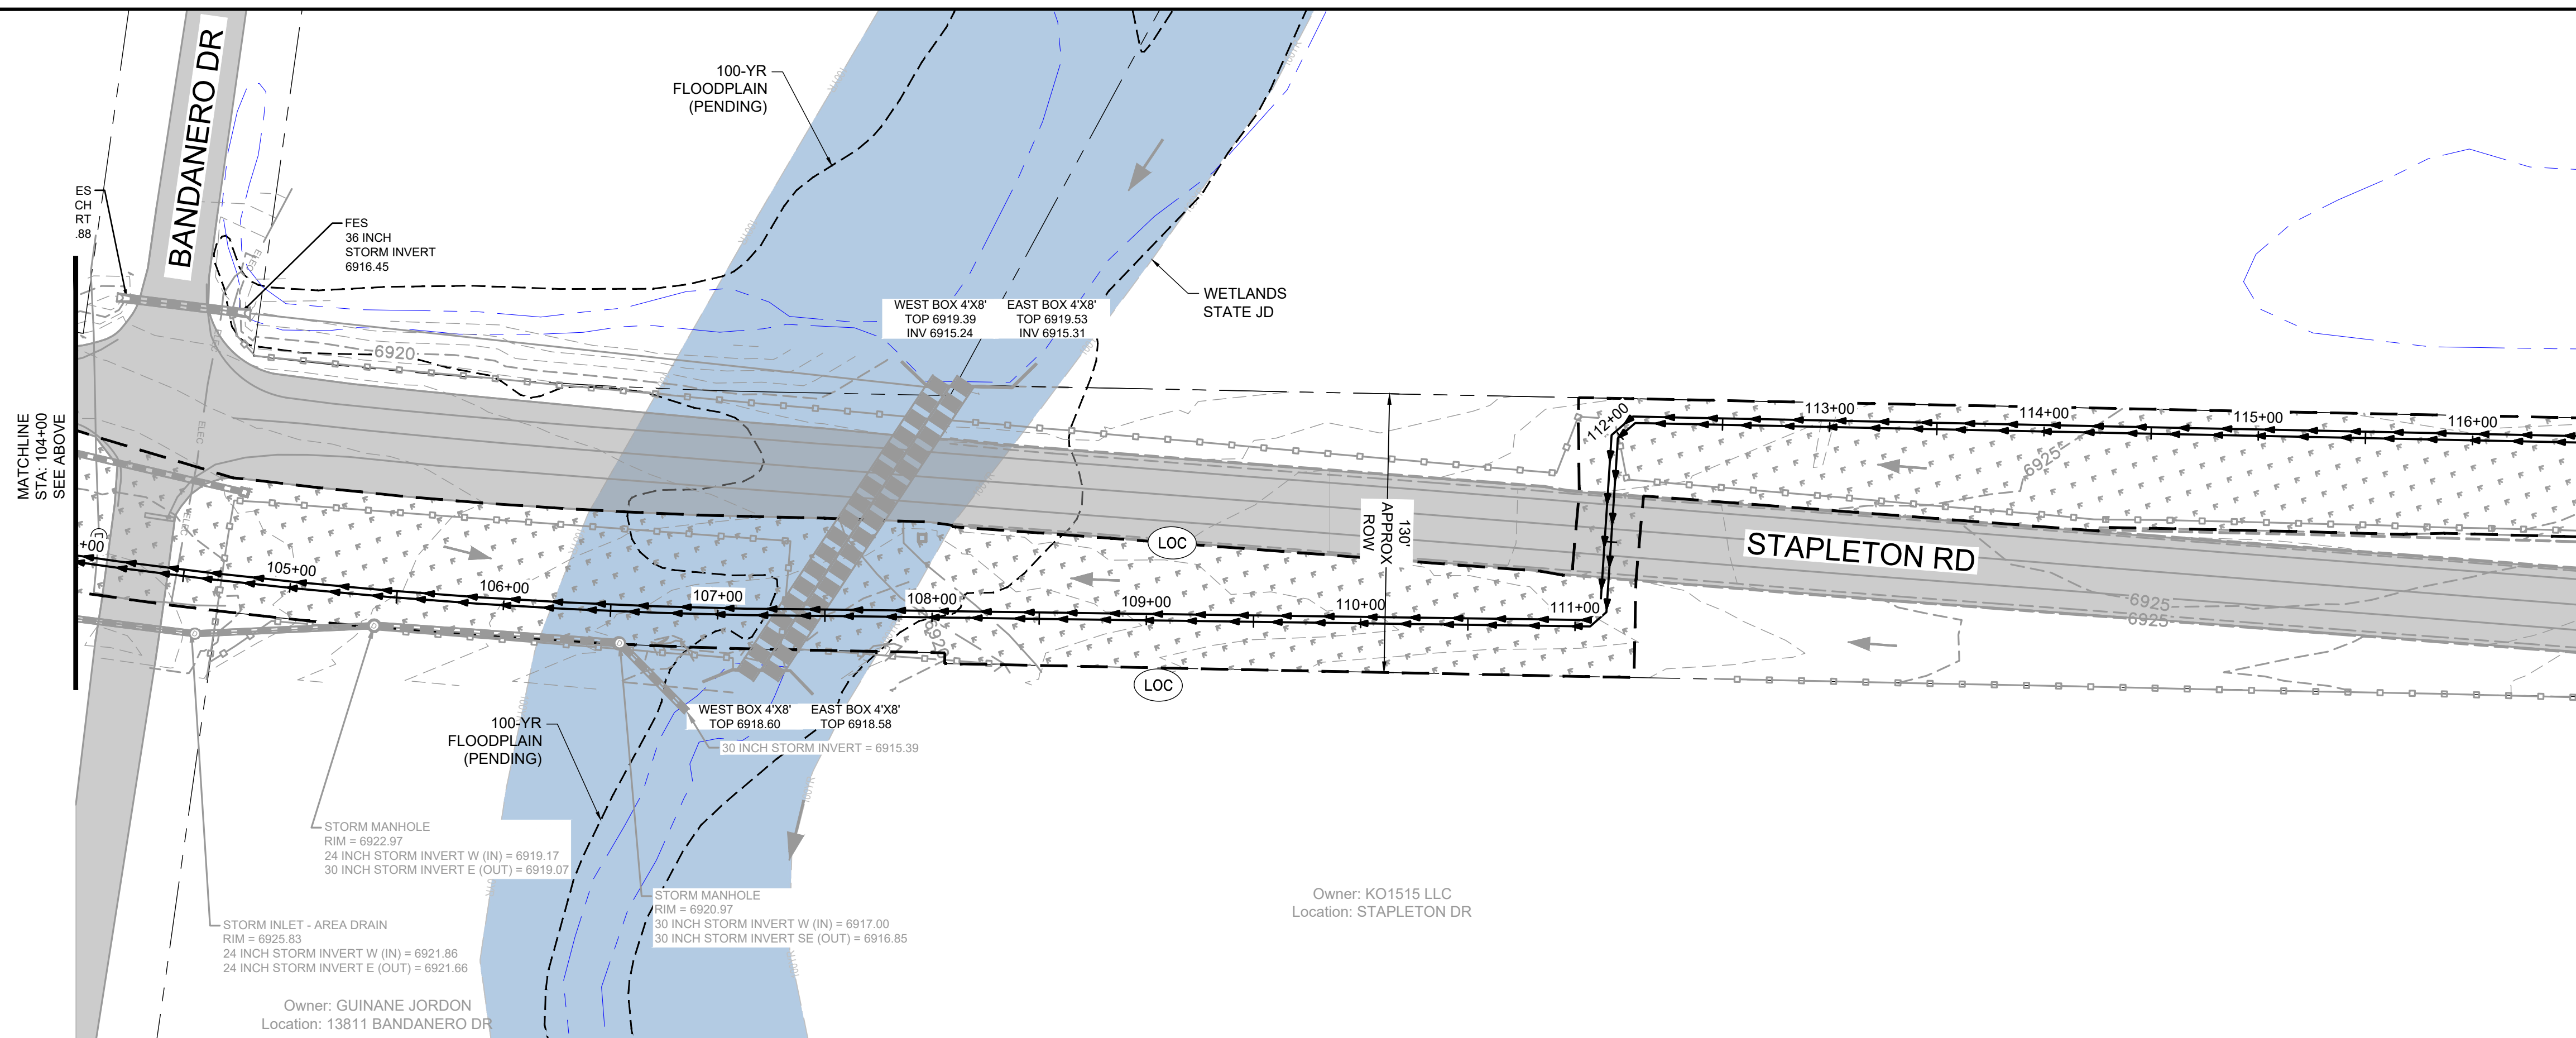 BANDANERO DR
100-YR
FLOODPLAIN
(PENDING)
ES
CH
RT
.88
FES
36 INCH
STORM INVERT
6916.45
ELEC
WETLANDS
STATE JD
WEST BOX 4'X8'
TOP 6919.39
INV 6915.24
EAST BOX 4'X8'
TOP 6919.53
INV 6915.31
6920
MATCHLINE
STA: 104+00
SEE ABOVE
ELEC
ELEC
130'
APPROX
ROW
112+00
113+00
114+00
115+00
116+00
6925
LOC
STAPLETON RD
+00
105+00
106+00
107+00
108+00
109+00
110+00
111+00
6925
6925
LOC
WEST BOX 4'X8'
TOP 6918.60
EAST BOX 4'X8'
TOP 6918.58
30 INCH STORM INVERT = 6915.39
100-YR
FLOODPLAIN
(PENDING)
STORM MANHOLE
RIM = 6922.97
24 INCH STORM INVERT W (IN) = 6919.17
30 INCH STORM INVERT E (OUT) = 6919.07
STORM MANHOLE
RIM = 6920.97
30 INCH STORM INVERT W (IN) = 6917.00
30 INCH STORM INVERT SE (OUT) = 6916.85
STORM INLET - AREA DRAIN
RIM = 6925.83
24 INCH STORM INVERT W (IN) = 6921.86
24 INCH STORM INVERT E (OUT) = 6921.66
Owner: KO1515 LLC
Location: STAPLETON DR
Owner: GUINANE JORDON
Location: 13811 BANDANERO DR